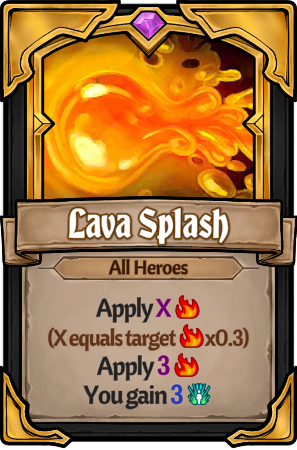 Lava Splash
All Heroes
Apply X
(X equals target x0.3)
Apply 3
You gain 3